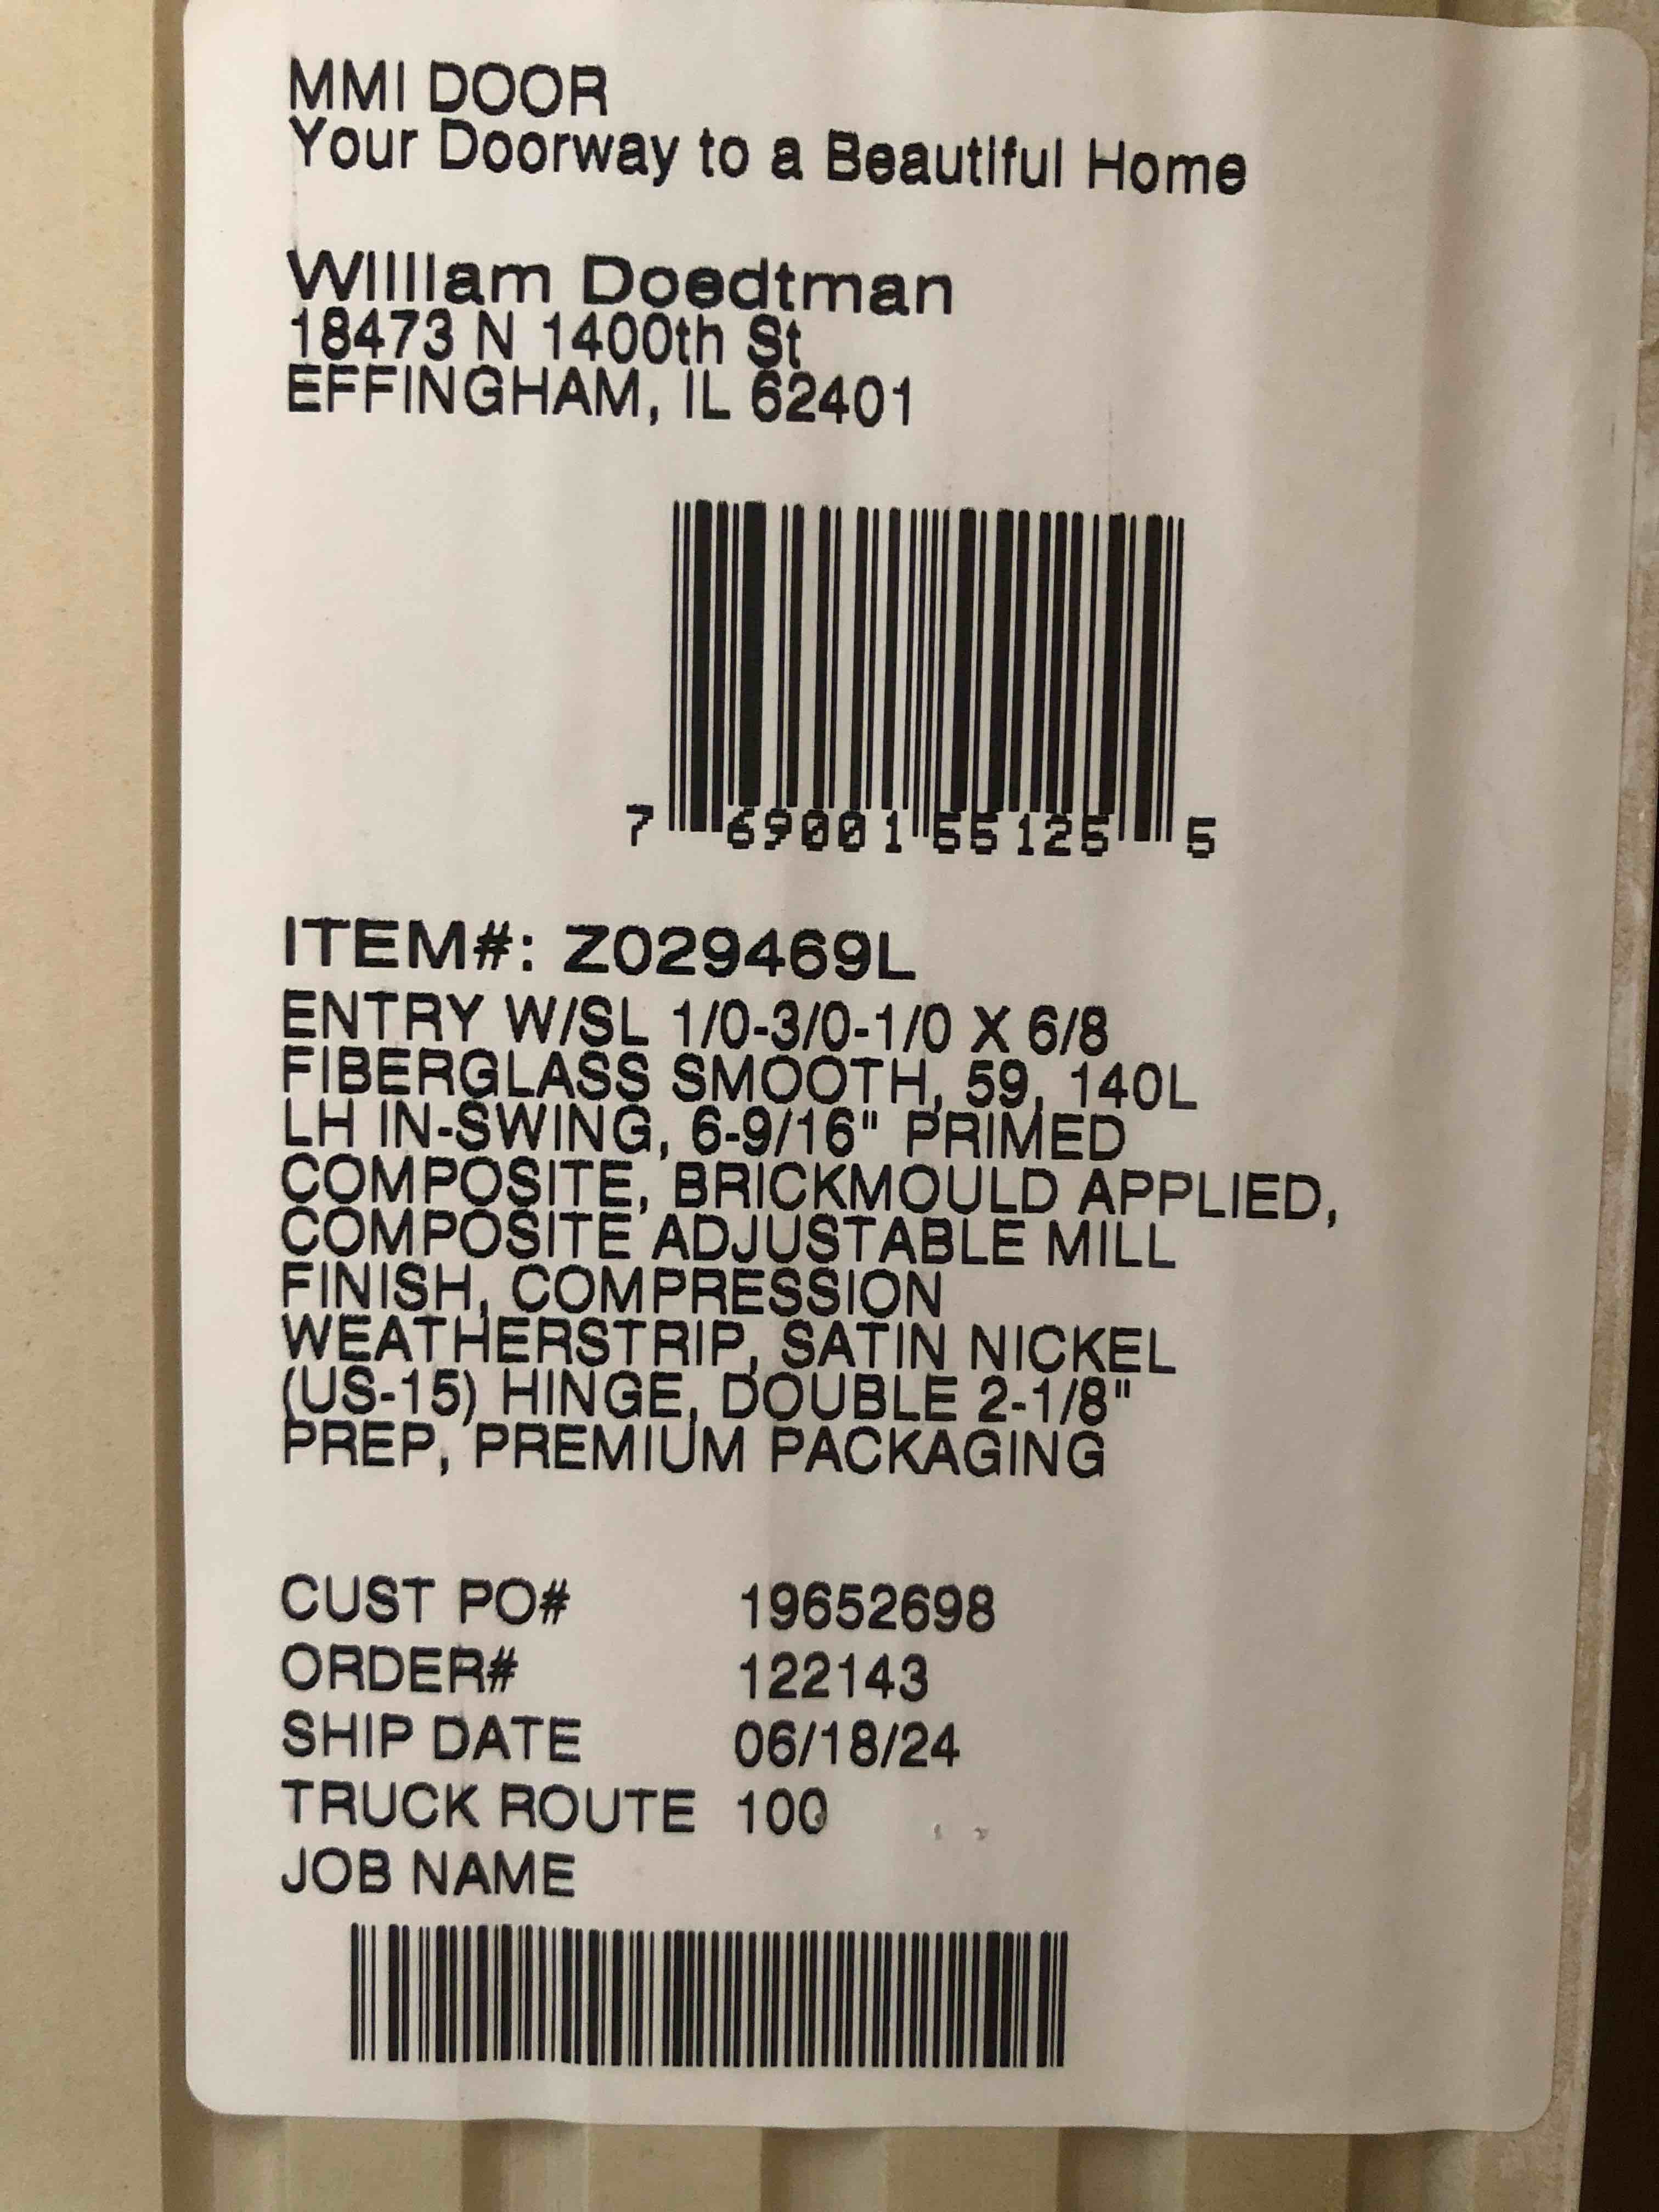 MMI DOOR
Your Doorway to a Beautiful Home
William Doedtman
18473 N 1400th St
EFFINGHAM, IL 62401
7 69001 55125 5
ITEM#: Z029469L
ENTRY W/SL 1/0-3/0-1/0 X 6/8
FIBERGLASS SMOOTH, 59, 140L
LH IN-SWING, 6-9/16" PRIMED
COMPOSITE, BRICKMOULD APPLIED,
COMPOSITE ADJUSTABLE MILL
FINISH, COMPRESSION
WEATHERSTRIP, SATIN NICKEL
(US-15) HINGE, DOUBLE 2-1/8"
PREP, PREMIUM PACKAGING
CUST PO# 19652698
ORDER# 122143
SHIP DATE 06/18/24
TRUCK ROUTE 100
JOB NAME